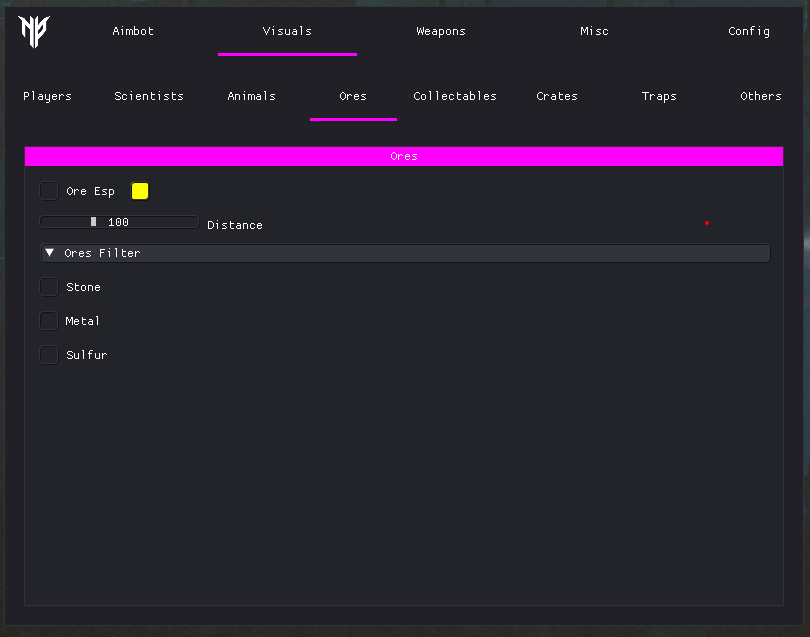 Aimbot Visuals Weapons Misc Config
Players Scientists Animals Ores Collectables Crates Traps Others
Ores
Ore Esp
100 Distance
Ores Filter
Stone
Metal
Sulfur